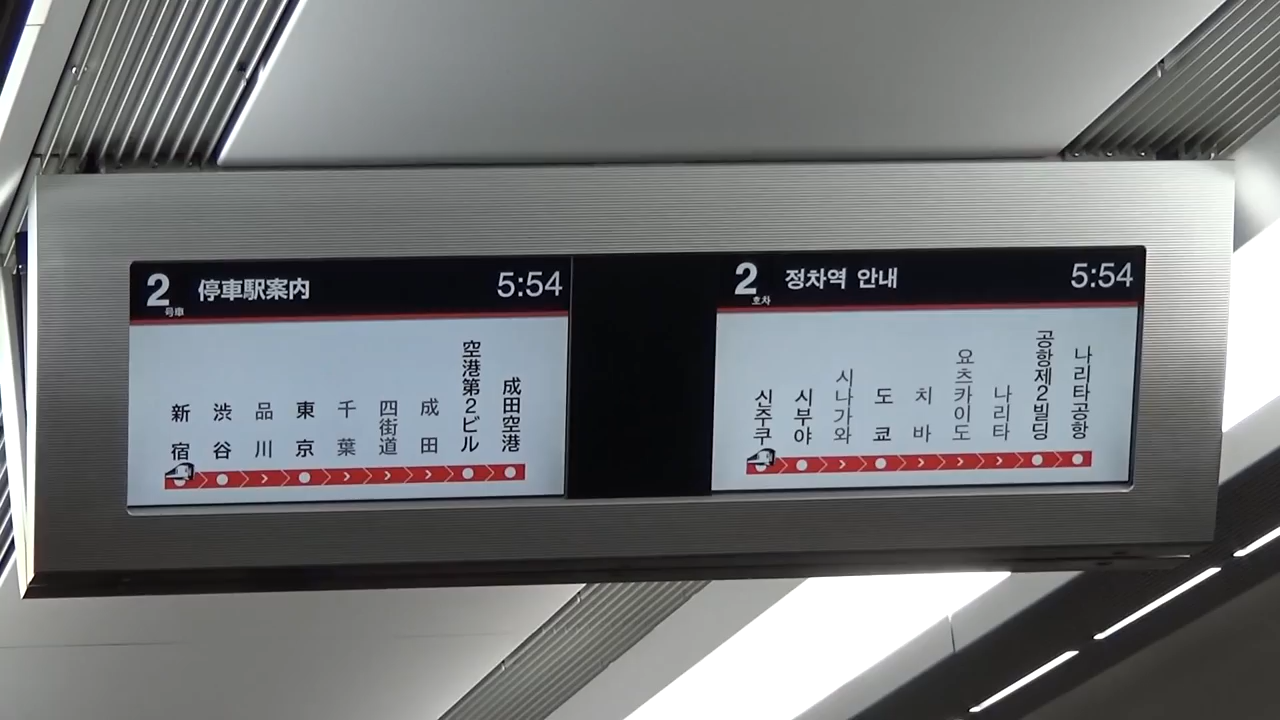 2号車 停車駅案内 5:54
新宿
渋谷
品川
東京
千葉
四街道
成田
空港第2ビル
成田空港
2호차 정차역 안내 5:54
신주쿠
시부야
시나가와
도쿄
치바
요츠카이도
나리타
공항제2빌딩
나리타공항